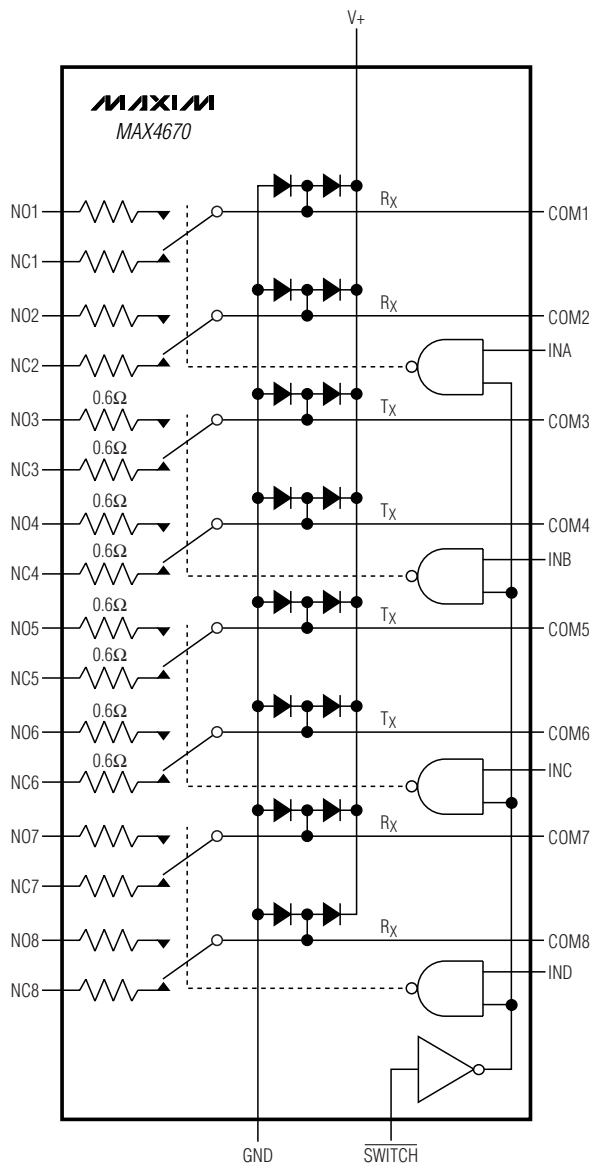 V+
MAXIM
MAX4670
NO1
RX
COM1
NC1
NO2
RX
COM2
NC2
INA
0.6Ω
NO3
TX
COM3
0.6Ω
NC3
0.6Ω
NO4
TX
COM4
0.6Ω
NC4
INB
0.6Ω
NO5
TX
COM5
0.6Ω
NC5
0.6Ω
NO6
TX
COM6
0.6Ω
NC6
INC
NO7
RX
COM7
NC7
NO8
RX
COM8
NC8
IND
GND
SWITCH